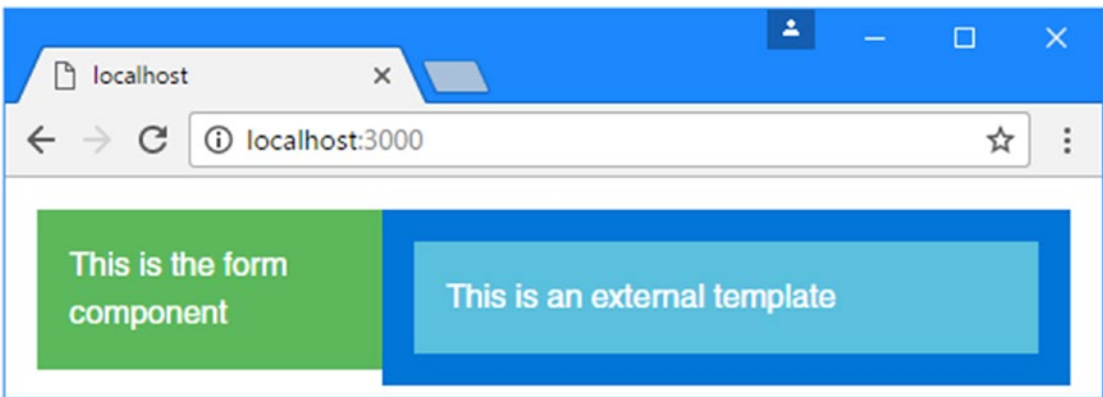 localhost
localhost:3000
This is the form
component
This is an external template